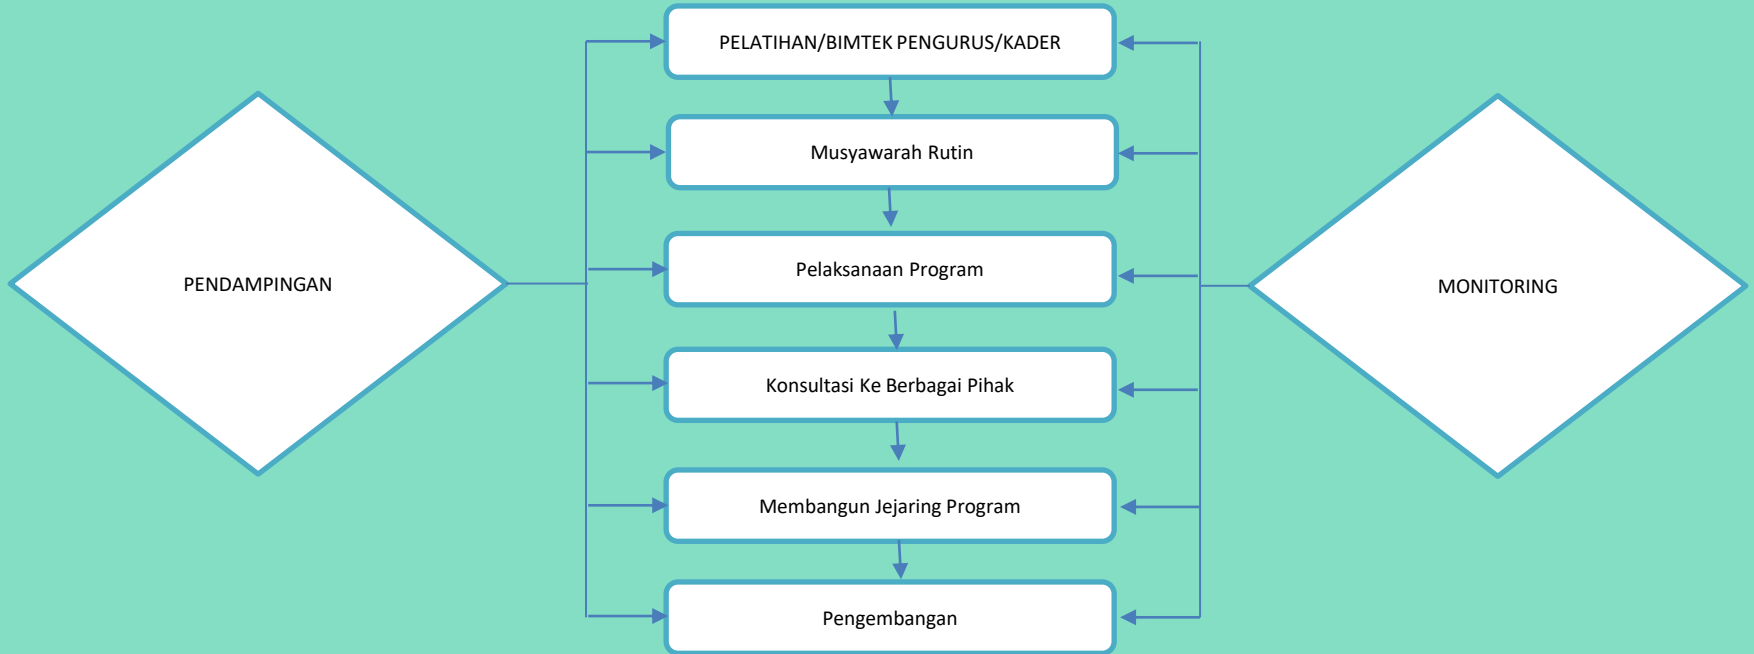 PELATIHAN/BIMTEK PENGURUS/KADER
Musyawarah Rutin
Pelaksanaan Program
PENDAMPINGAN
MONITORING
Konsultasi Ke Berbagai Pihak
Membangun Jejaring Program
Pengembangan